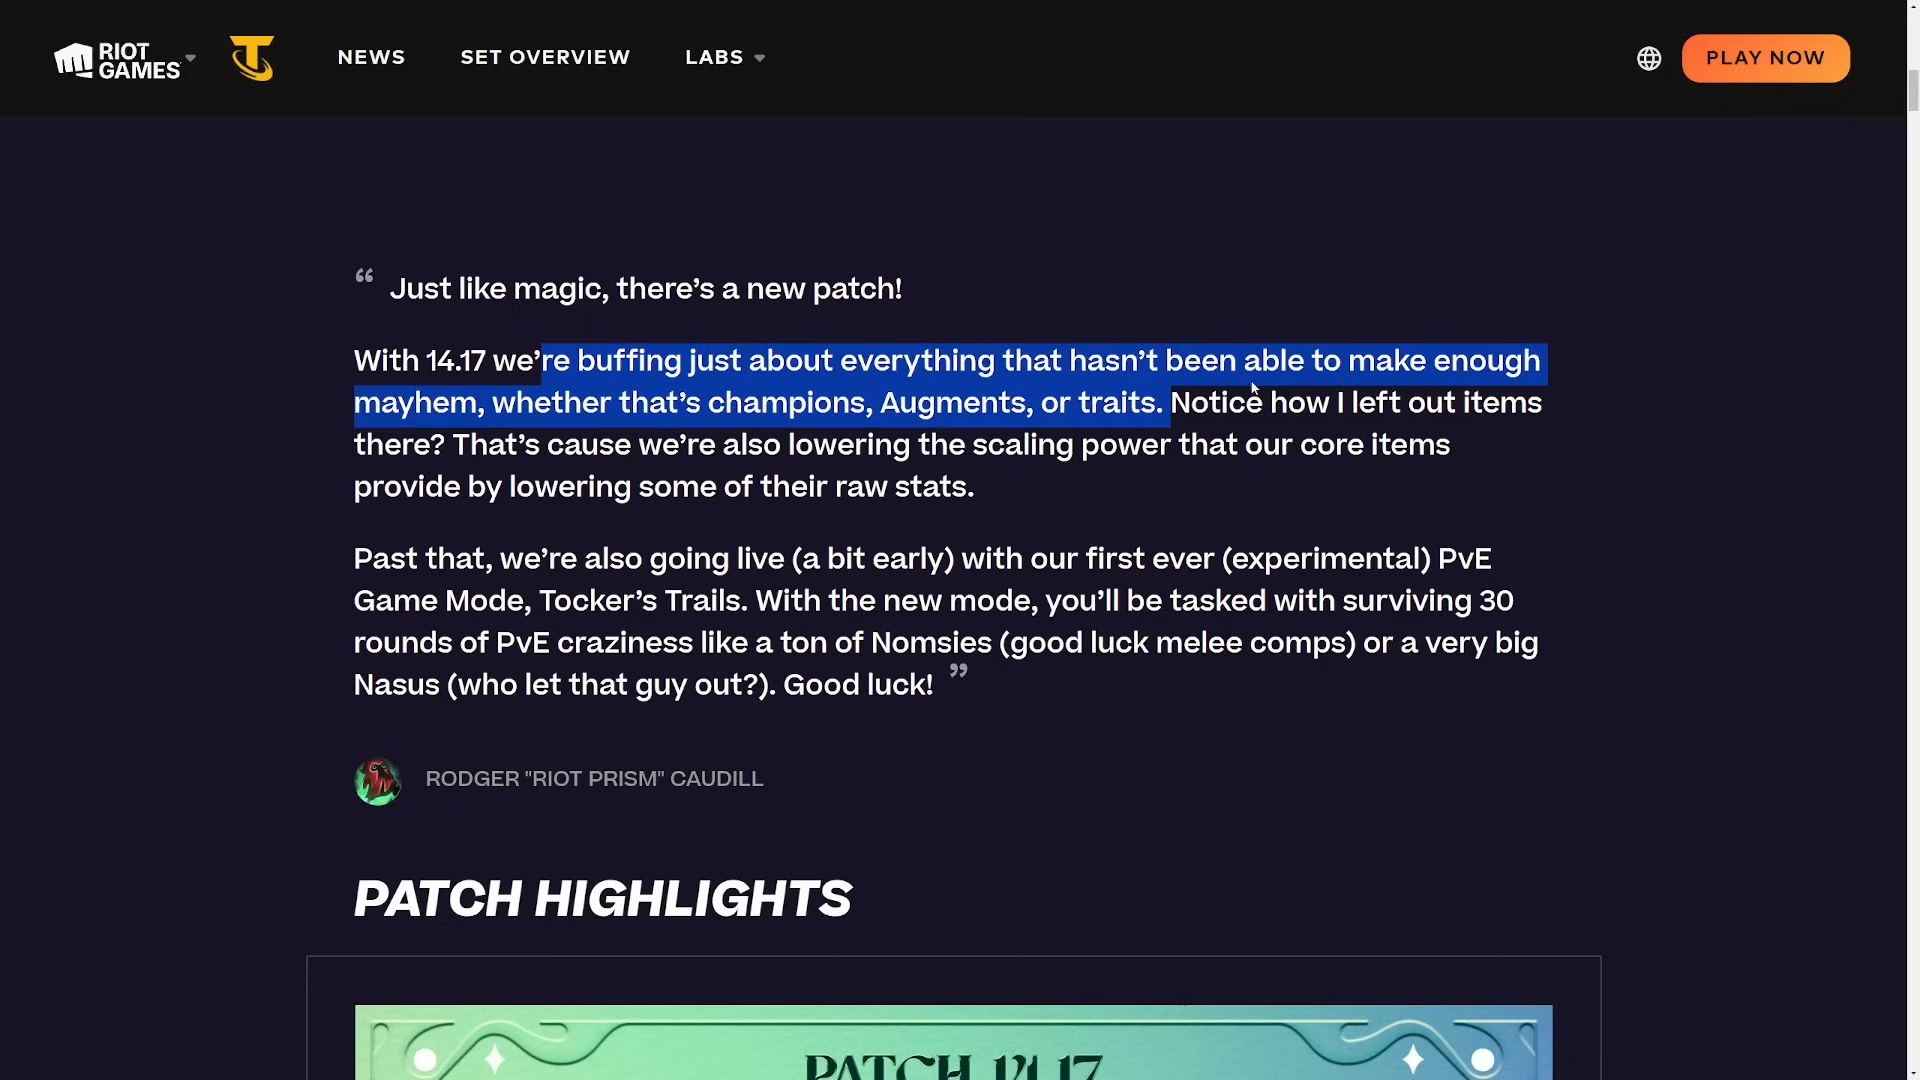 RIOT GAMES
NEWS
SET OVERVIEW
LABS
PLAY NOW
“ Just like magic, there’s a new patch!
With 14.17 we’re buffing just about everything that hasn’t been able to make enough
mayhem, whether that’s champions, Augments, or traits. Notice how I left out items
there? That’s cause we’re also lowering the scaling power that our core items
provide by lowering some of their raw stats.
Past that, we’re also going live (a bit early) with our first ever (experimental) PvE
Game Mode, Tocker’s Trails. With the new mode, you’ll be tasked with surviving 30
rounds of PvE craziness like a ton of Nomsies (good luck melee comps) or a very big
Nasus (who let that guy out?). Good luck! ”
RODGER "RIOT PRISM" CAUDILL
PATCH HIGHLIGHTS
PATCH 14.17